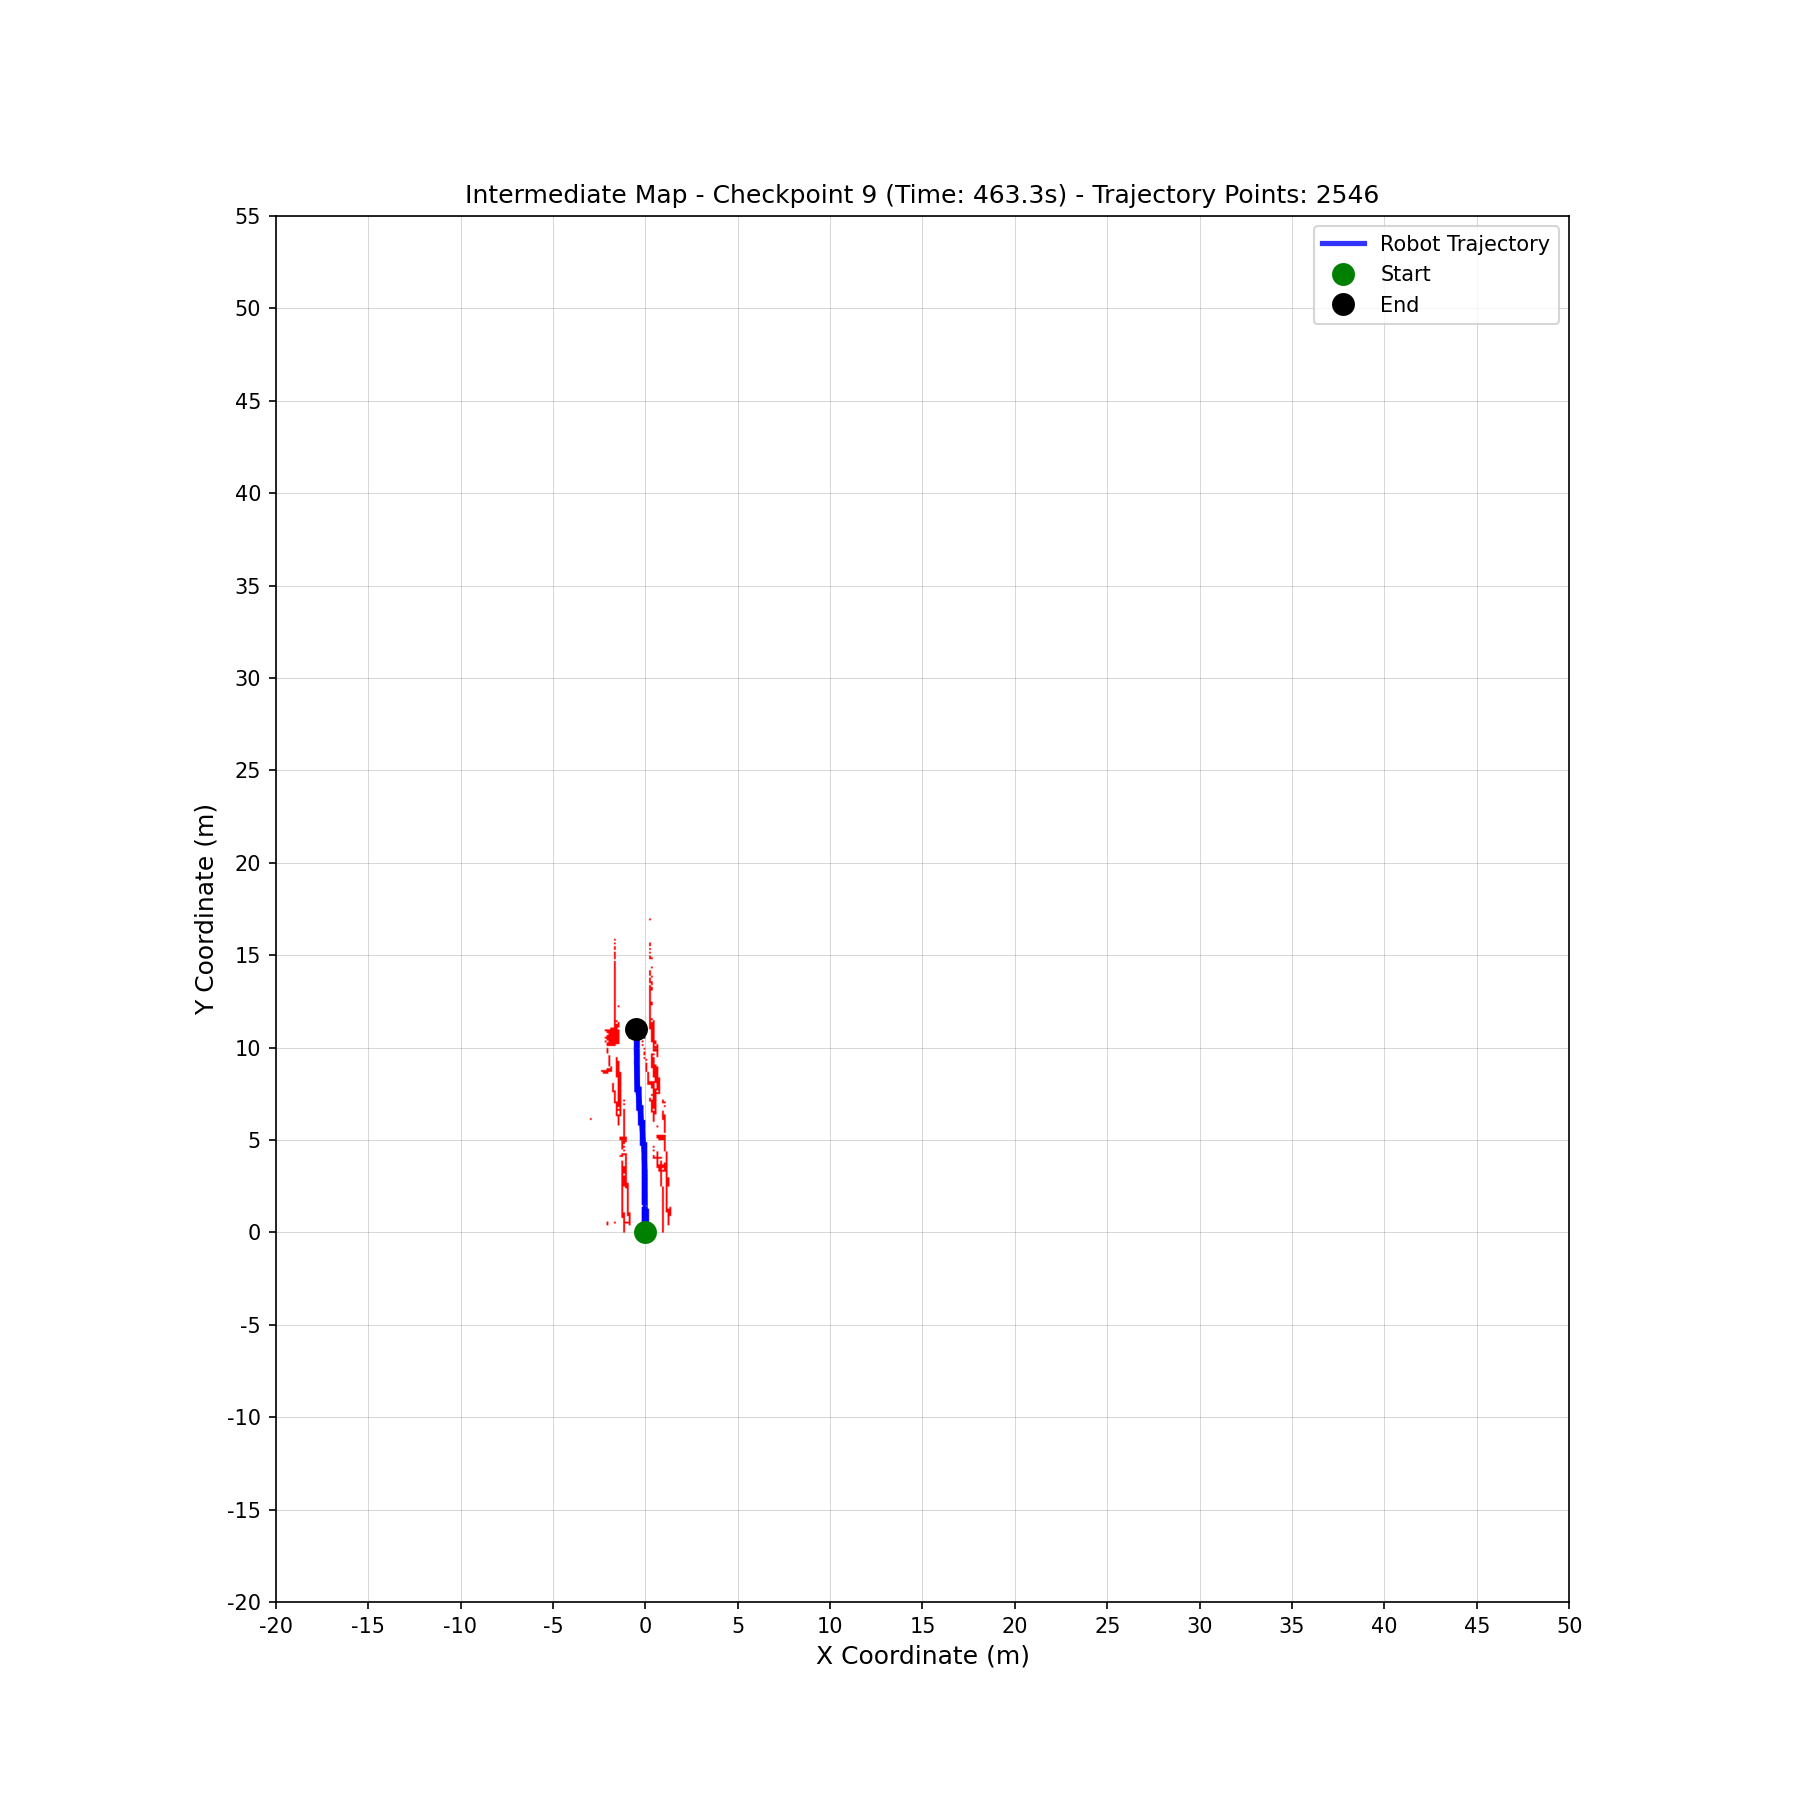 Intermediate Map - Checkpoint 9 (Time: 463.3s) - Trajectory Points: 2546
Robot Trajectory
Start
End
Y Coordinate (m)
55
50
45
40
35
30
25
20
15
10
5
0
-5
-10
-15
-20
-20 -15 -10 -5 0 5 10 15 20 25 30 35 40 45 50
X Coordinate (m)